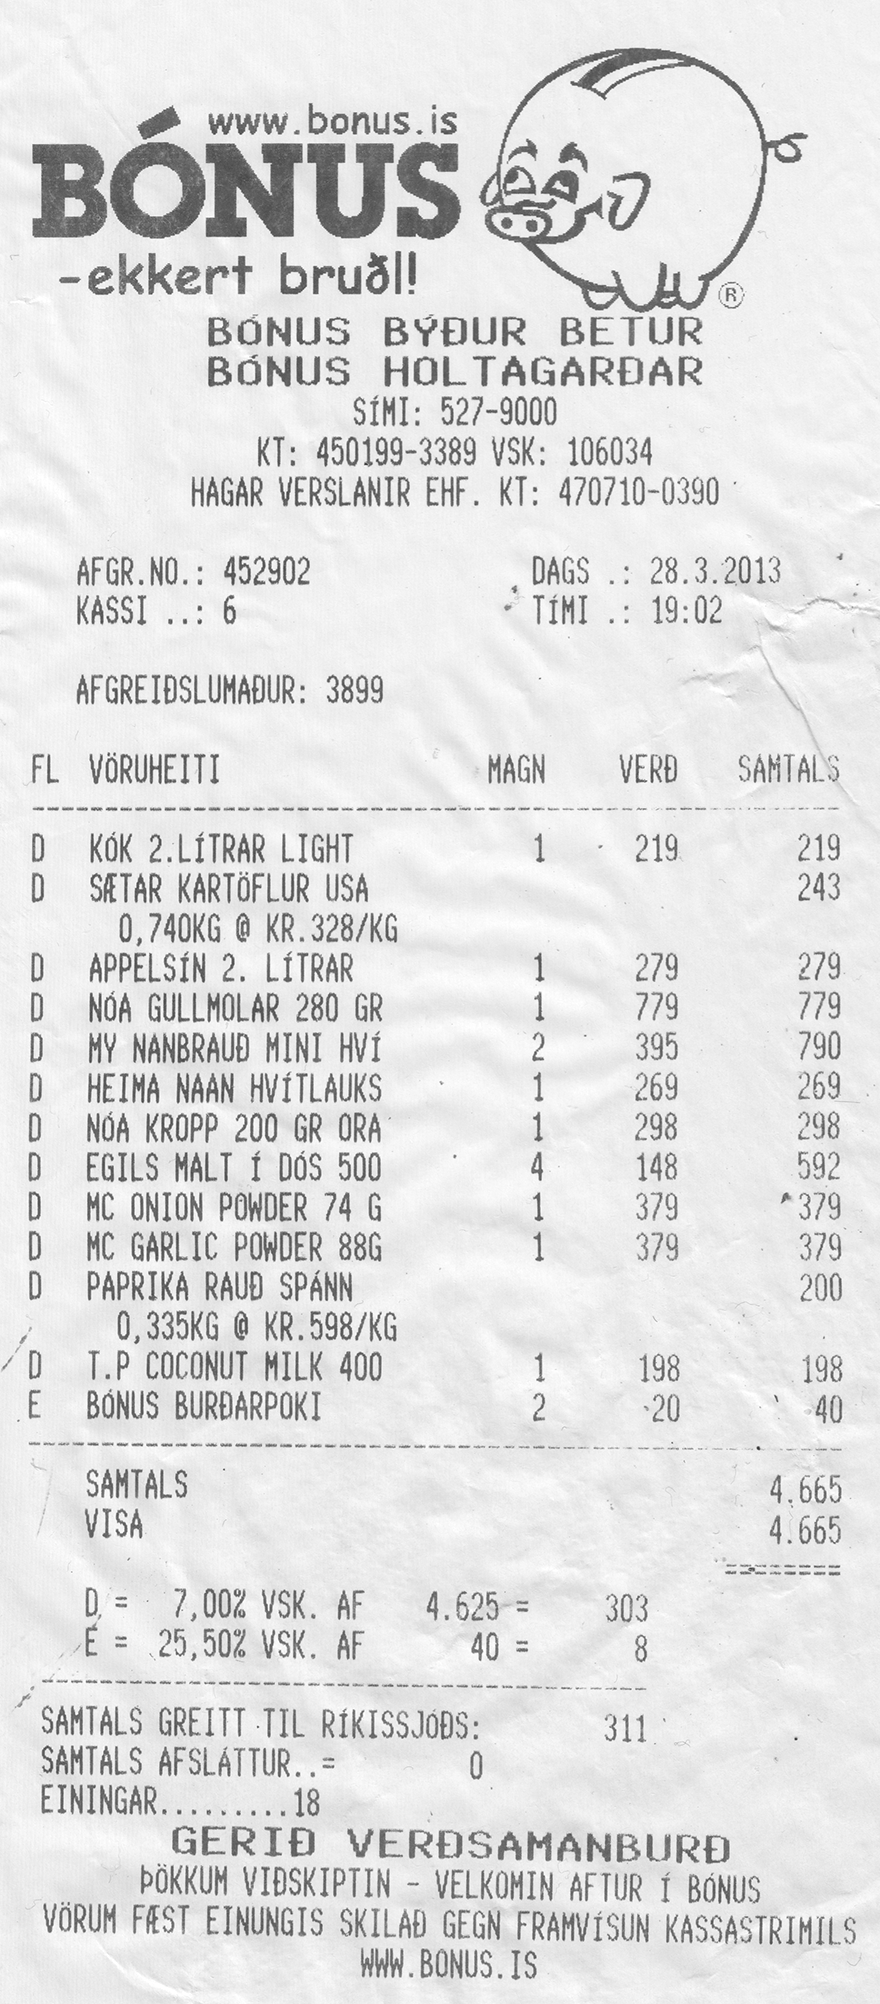 www.bonus.is
BÓNUS
-ekkert bruðl!
®
BÓNUS BÝÐUR BETUR
BÓNUS HOLTAGARÐAR
SÍMI: 527-9000
KT: 450199-3389 VSK: 106034
HAGAR VERSLANIR EHF. KT: 470710-0390
AFGR.NO.: 452902 DAGS .: 28.3.2013
KASSI ..: 6 TÍMI .: 19:02
AFGREIÐSLUMAÐUR: 3899
FL VÖRUHEITI MAGN VERÐ SAMTALS
D KÓK 2.LÍTRAR LIGHT 1 219 219
D SÆTAR KARTÖFLUR USA 243
0,740KG @ KR.328/KG
D APPELSÍN 2. LÍTRAR 1 279 279
D NÓA GULLMOLAR 280 GR 1 779 779
D MY NANBRAUÐ MINI HVÍ 2 395 790
D HEIMA NAAN HVÍTLAUKS 1 269 269
D NÓA KROPP 200 GR ORA 1 298 298
D EGILS MALT Í DÓS 500 4 148 592
D MC ONION POWDER 74 G 1 379 379
D MC GARLIC POWDER 88G 1 379 379
D PAPRIKA RAUÐ SPÁNN 200
0,335KG @ KR.598/KG
D T.P COCONUT MILK 400 1 198 198
E BÓNUS BURÐARPOKI 2 20 40
SAMTALS 4.665
VISA 4.665
========
D = 7,00% VSK. AF 4.625 = 303
E = 25,50% VSK. AF 40 = 8
SAMTALS GREITT TIL RÍKISSJÓÐS: 311
SAMTALS AFSLÁTTUR..= 0
EININGAR.........18
GERIÐ VERÐSAMANBURÐ
ÞÖKKUM VIÐSKIPTIN - VELKOMIN AFTUR Í BÓNUS
VÖRUM FÆST EINUNGIS SKILAÐ GEGN FRAMVÍSUN KASSASTRIMILS
WWW.BONUS.IS